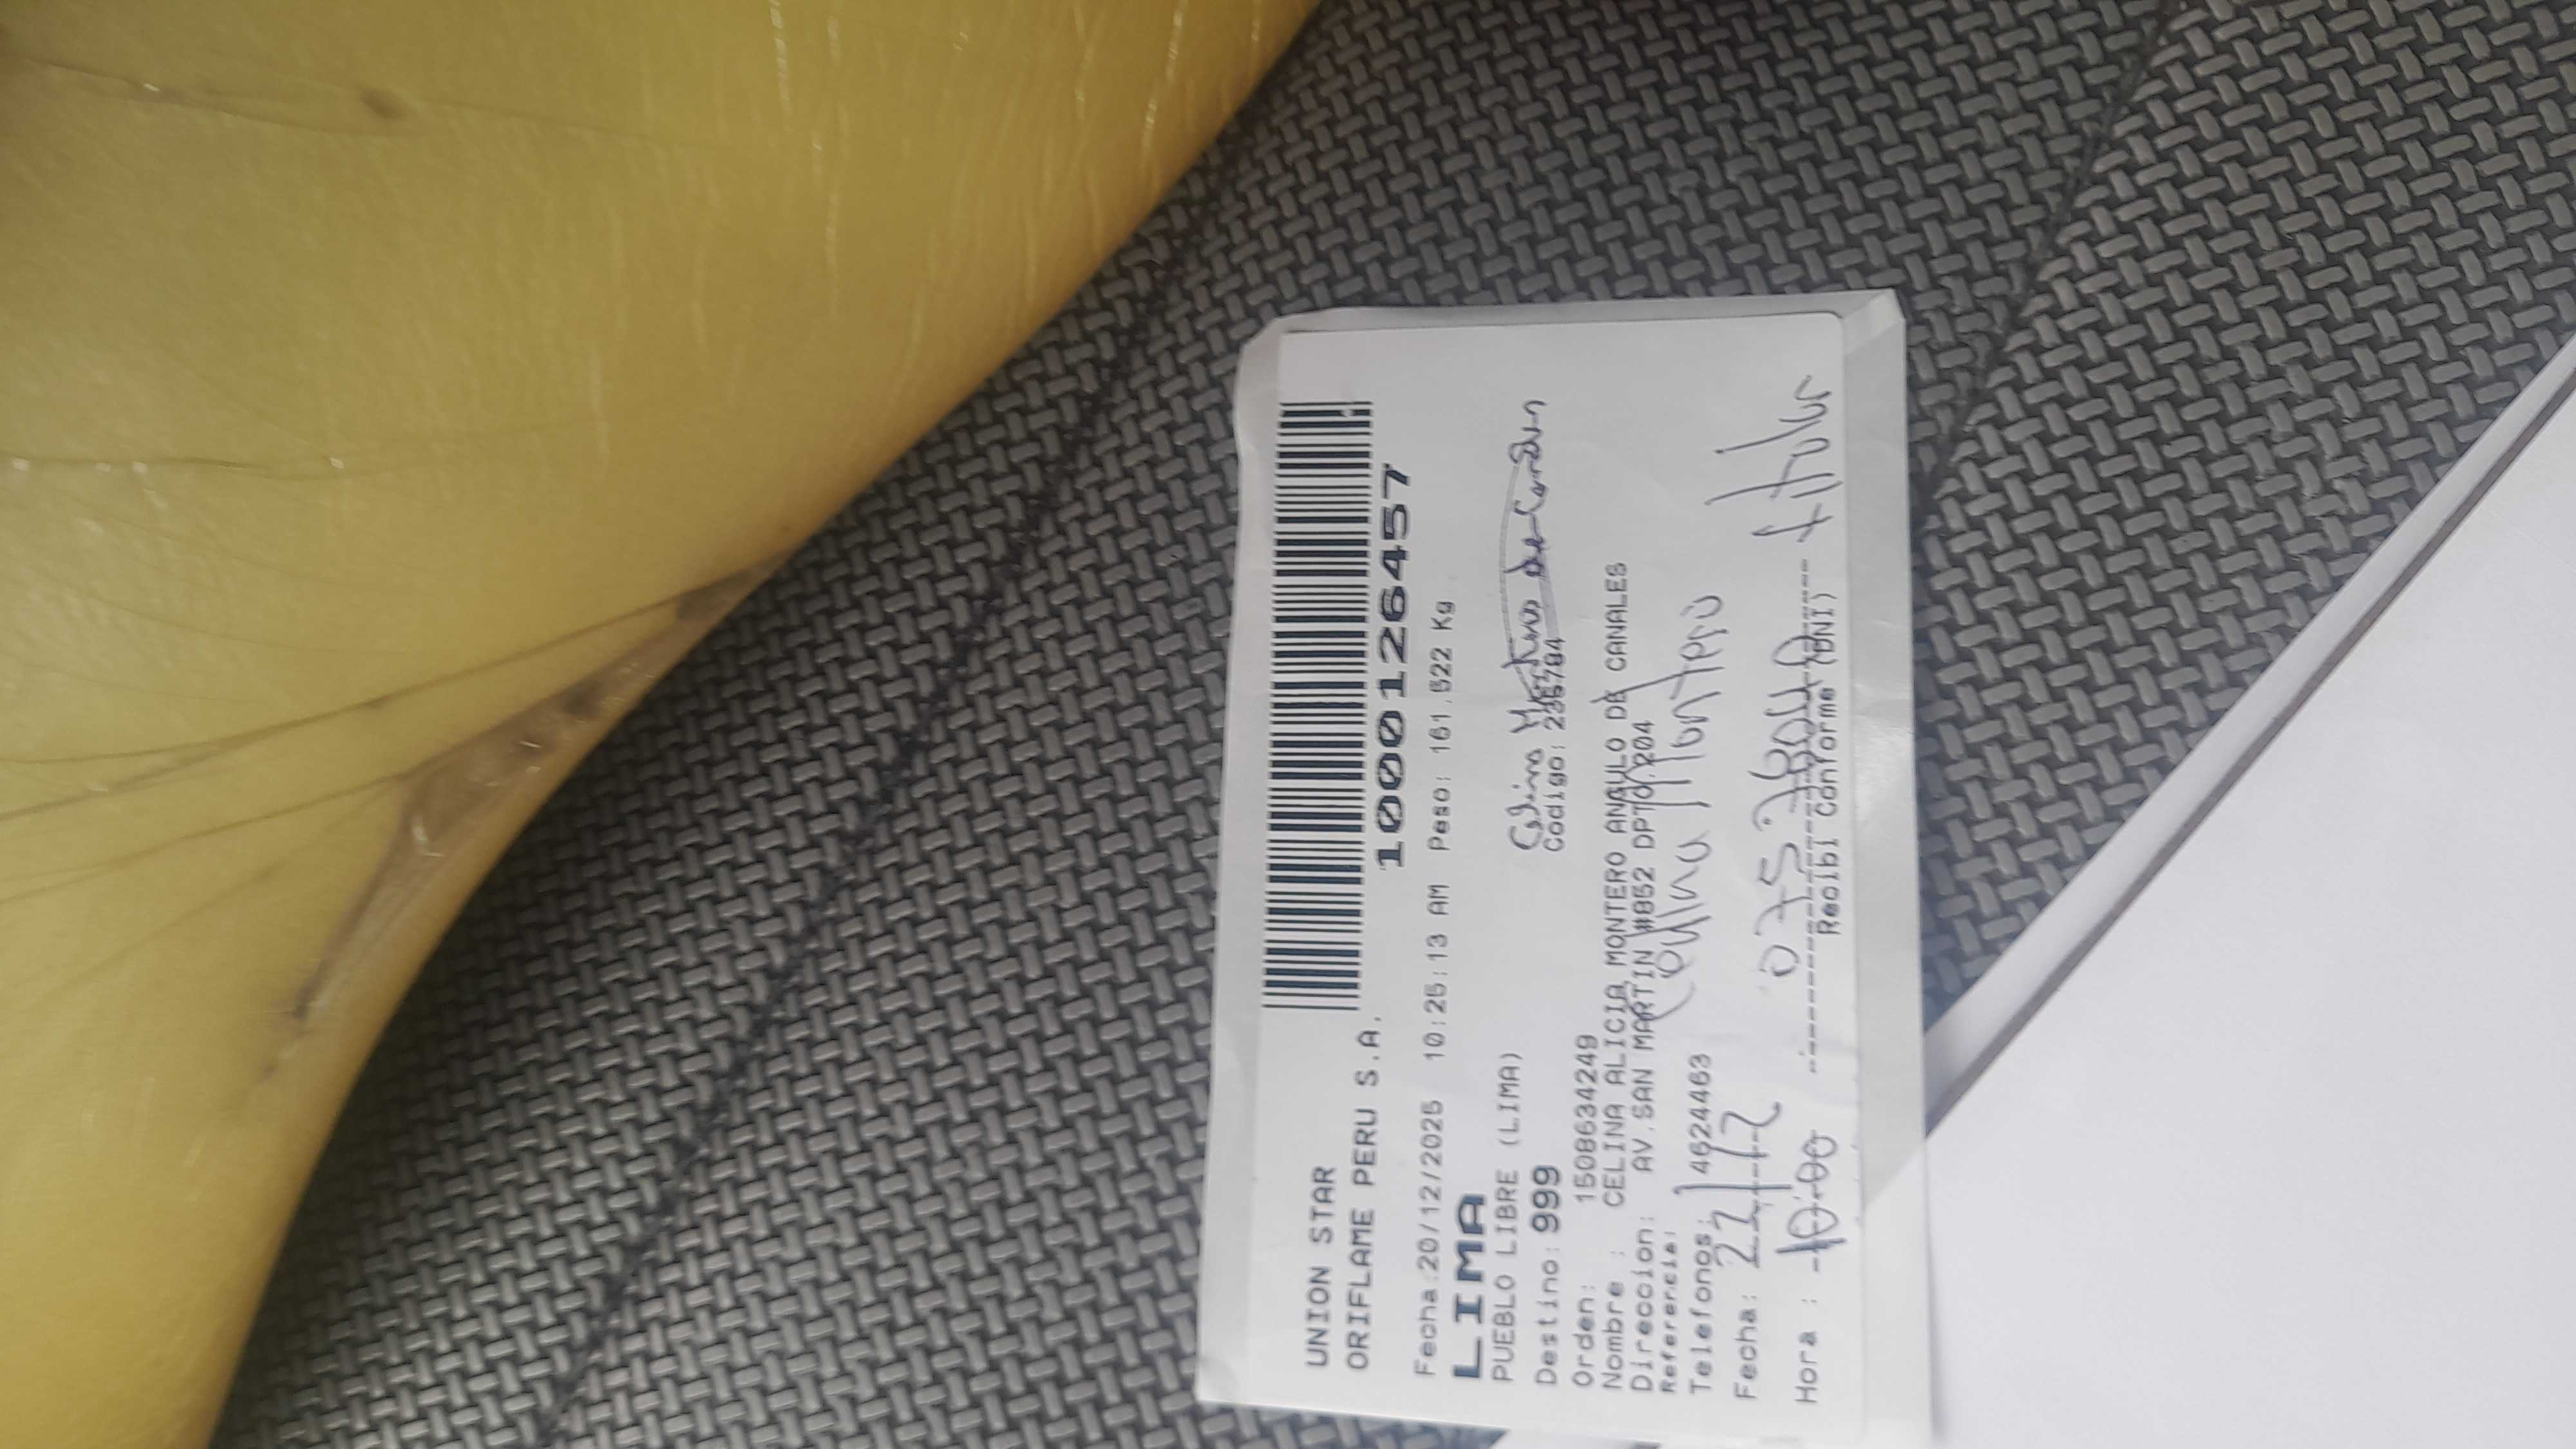 UNION STAR
ORIFLAME PERU S.A.
10001264457
Fecha:20/12/2025 10:25:13 AM Peso: 161.522 Kg
LIMA
PUEBLO LIBRE (LIMA)
Destino: 999
Codigo:
Orden: 1508634249
Nombre : CELINA ALICIA MONTERO ANGULO DE CANALES
Direccion: AV.SAN MARTIN #852 DPTO.204
Referencia:
Celina Montero
Telefonos: 4624463
Fecha: 22/12
titular
Hora : 10:00
Recibi Conforme (DNI)